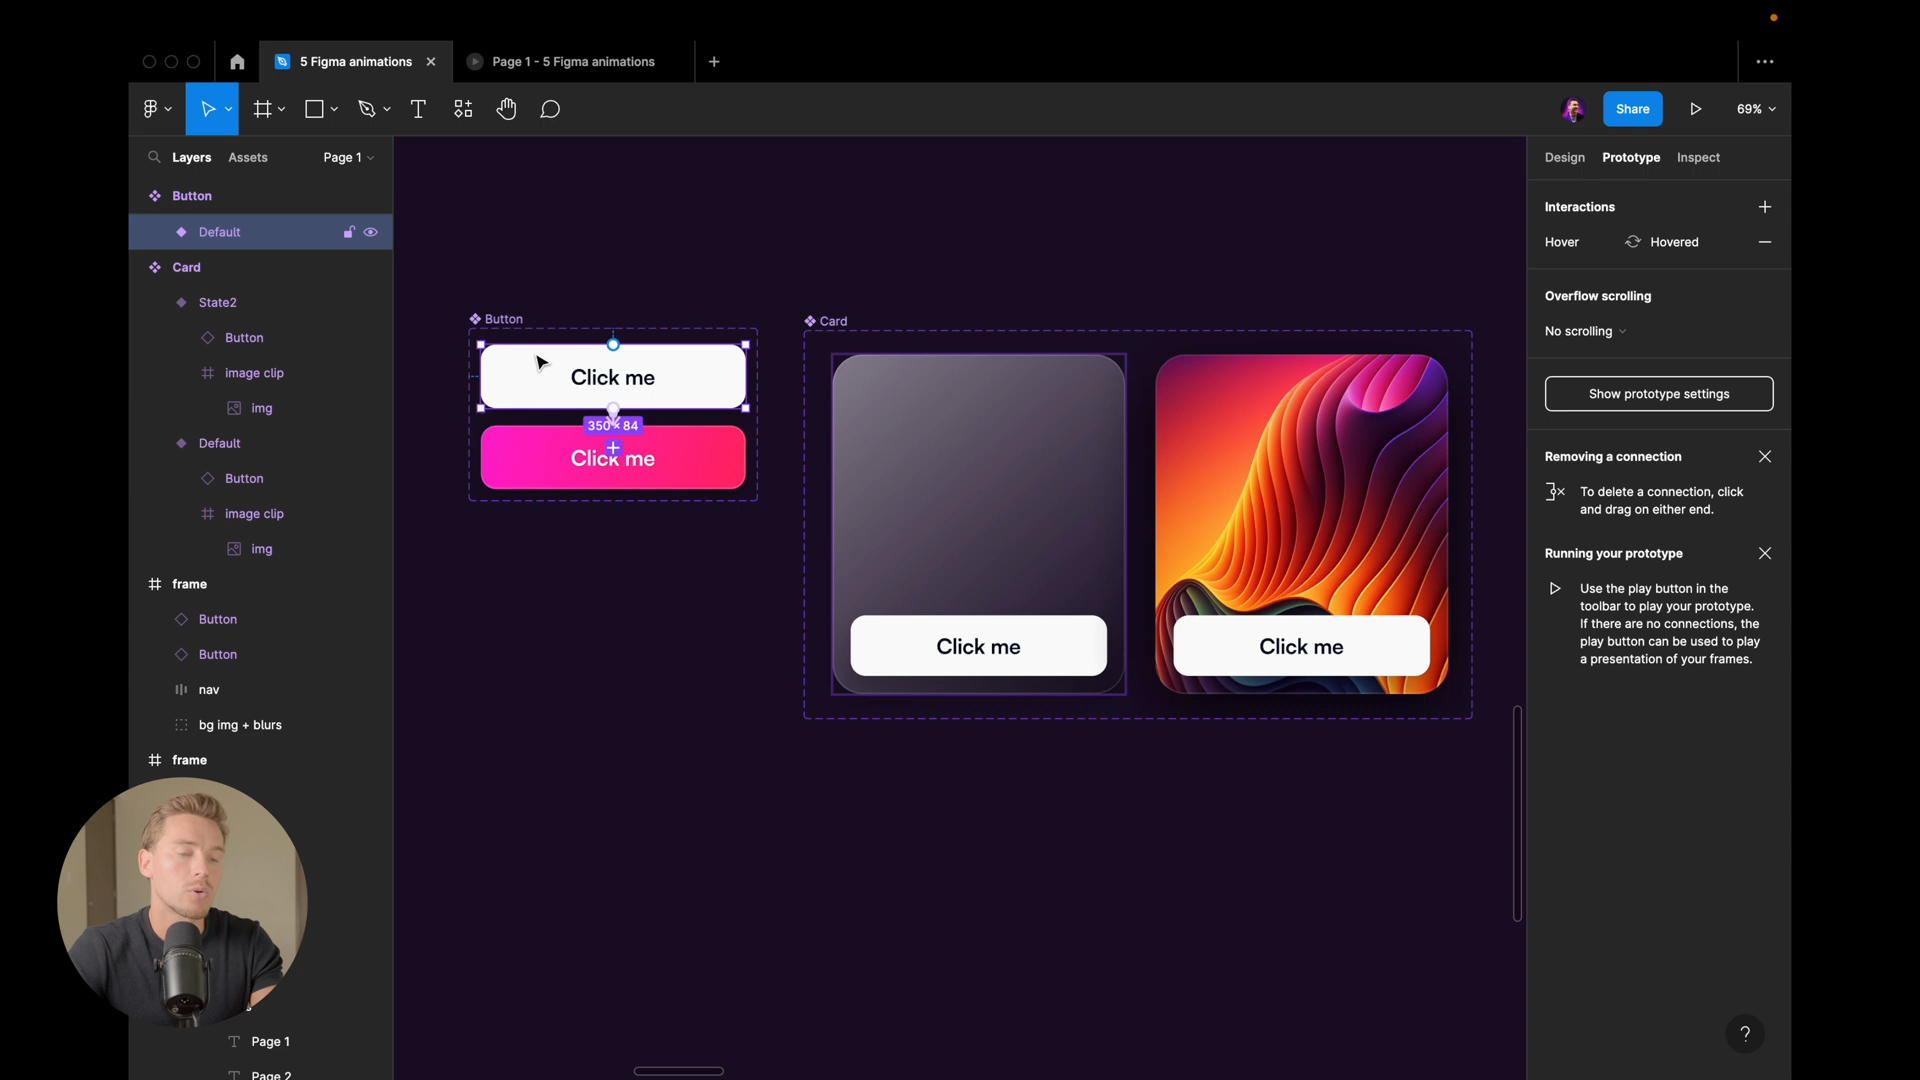 5 Figma animations
Page 1 - 5 Figma animations
Share
69%
Layers
Assets
Page 1
Button
Default
Card
State2
Button
image clip
img
Default
Button
image clip
img
frame
Button
Button
nav
bg img + blurs
frame
Page 1
Page 2
Button
Click me
350 × 84
Click me
Card
Click me
Click me
Design
Prototype
Inspect
Interactions
Hover
Hovered
Overflow scrolling
No scrolling
Show prototype settings
Removing a connection
To delete a connection, click
and drag on either end.
Running your prototype
Use the play button in the
toolbar to play your prototype.
If there are no connections, the
play button can be used to play
a presentation of your frames.
?